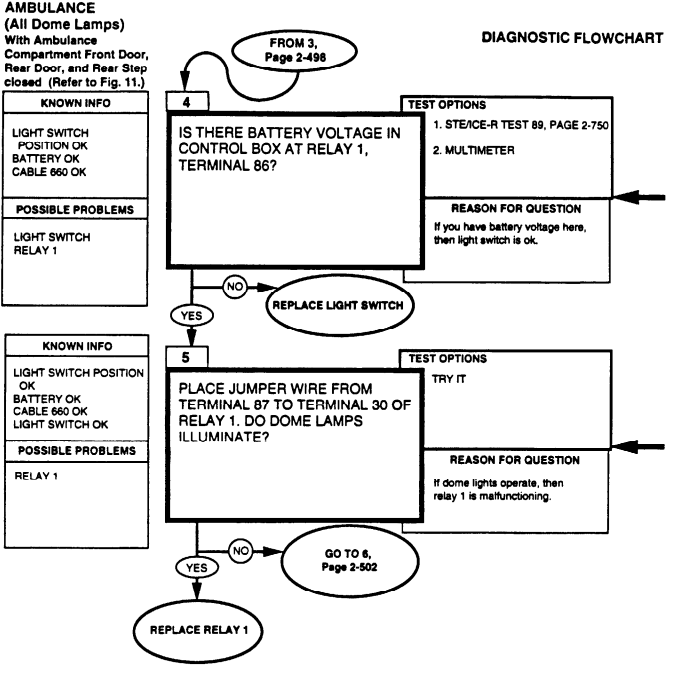 AMBULANCE
(All Dome Lamps)
With Ambulance
Compartment Front Door,
Rear Door, and Rear Step
closed (Refer to Fig. 11.)
FROM 3,
Page 2-498
DIAGNOSTIC FLOWCHART
KNOWN INFO
LIGHT SWITCH
POSITION OK
BATTERY OK
CABLE 660 OK
POSSIBLE PROBLEMS
LIGHT SWITCH
RELAY 1
4
IS THERE BATTERY VOLTAGE IN
CONTROL BOX AT RELAY 1,
TERMINAL 86?
TEST OPTIONS
1. STE/ICE-R TEST 89, PAGE 2-750
2. MULTIMETER
REASON FOR QUESTION
If you have battery voltage here,
then light switch is ok.
NO
REPLACE LIGHT SWITCH
YES
KNOWN INFO
LIGHT SWITCH POSITION
OK
BATTERY OK
CABLE 660 OK
LIGHT SWITCH OK
POSSIBLE PROBLEMS
RELAY 1
5
PLACE JUMPER WIRE FROM
TERMINAL 87 TO TERMINAL 30 OF
RELAY 1. DO DOME LAMPS
ILLUMINATE?
TEST OPTIONS
TRY IT
REASON FOR QUESTION
If dome lights operate, then
relay 1 is malfunctioning.
NO
GO TO 6,
Page 2-502
YES
REPLACE RELAY 1